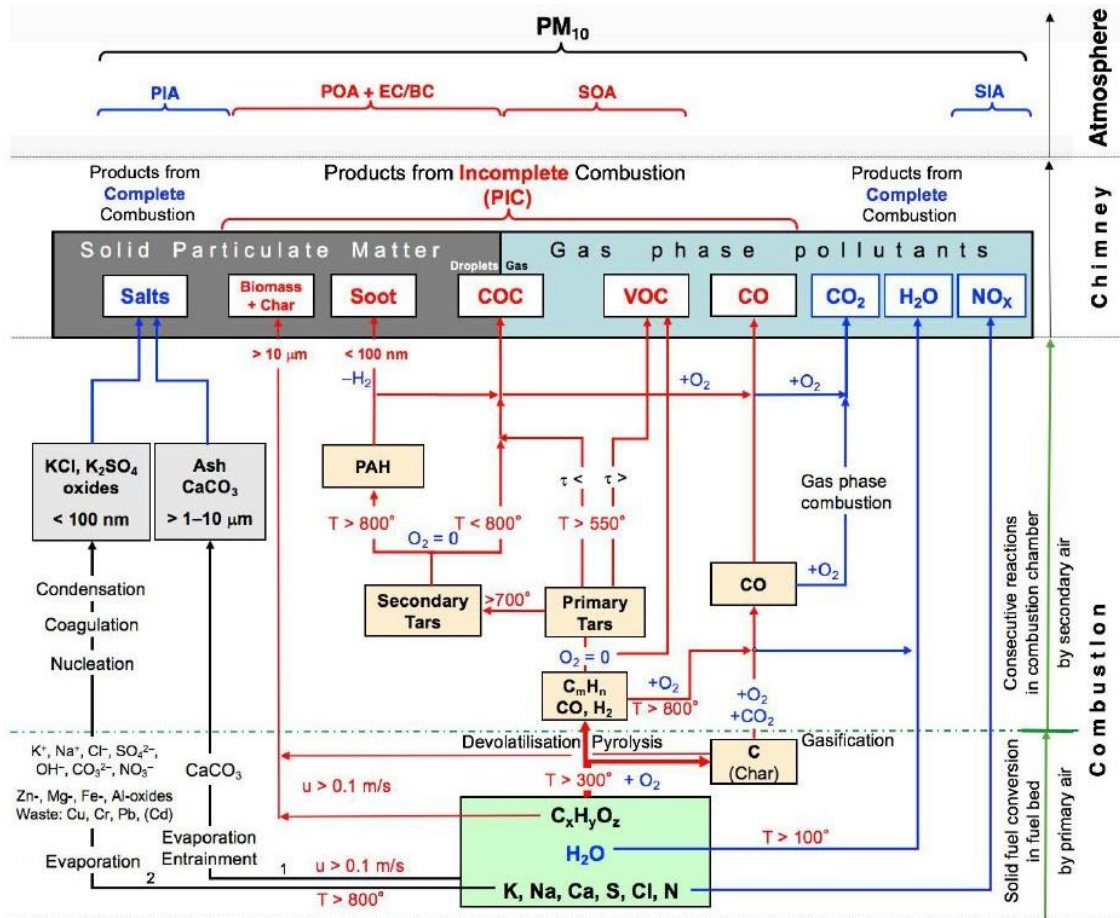 PM₁₀
PIA
POA + EC/BC
SOA
SIA
Atmosphere
Products from
Complete
Combustion
Products from Incomplete Combustion
(PIC)
Products from
Complete
Combustion
Solid Particulate Matter
Gas phase pollutants
Droplets Gas
Salts
Biomass
+ Char
Soot
COC
VOC
CO
CO₂
H₂O
NOₓ
Chimney
> 10 µm
< 100 nm
–H₂
+O₂
+O₂
KCl, K₂SO₄
oxides
< 100 nm
Ash
CaCO₃
> 1–10 µm
PAH
τ <
τ >
Gas phase
combustion
T > 800°
T < 800°
T > 550°
O₂ = 0
Condensation
Coagulation
Nucleation
Secondary
Tars
>700°
Primary
Tars
CO
+O₂
O₂ = 0
CₘHₙ
CO, H₂
+O₂
T > 800°
+O₂
+CO₂
Consecutive reactions
in combustion chamber
by secondary air
Combustion
Devolatilisation
Pyrolysis
Gasification
C
(Char)
K⁺, Na⁺, Cl⁻, SO₄²⁻,
OH⁻, CO₃²⁻, NO₃⁻
Zn-, Mg-, Fe-, Al-oxides
Waste: Cu, Cr, Pb, (Cd)
CaCO₃
u > 0.1 m/s
T > 300° + O₂
CₓHᵧO_z
H₂O
T > 100°
K, Na, Ca, S, Cl, N
Evaporation
Entrainment
Evaporation
2
1
u > 0.1 m/s
T > 800°
Solid fuel conversion
in fuel bed
by primary air